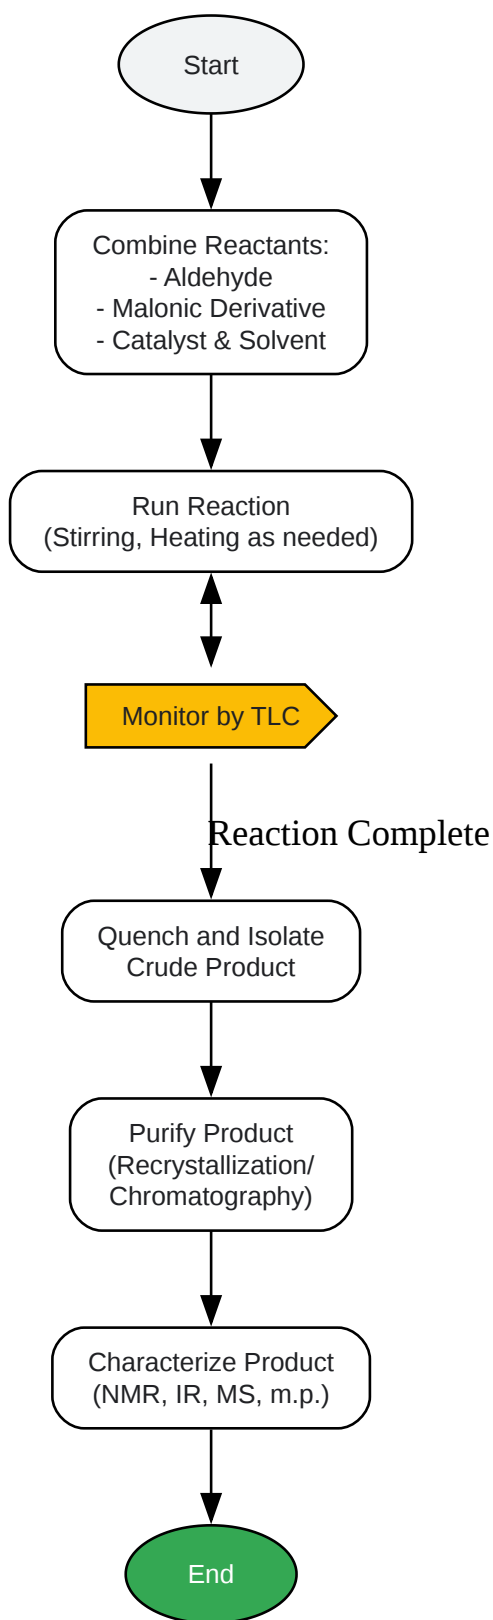 Start
Combine Reactants:
- Aldehyde
- Malonic Derivative
- Catalyst & Solvent
Run Reaction
(Stirring, Heating as needed)
Monitor by TLC
Reaction Complete
Quench and Isolate
Crude Product
Purify Product
(Recrystallization/
Chromatography)
Characterize Product
(NMR, IR, MS, m.p.)
End